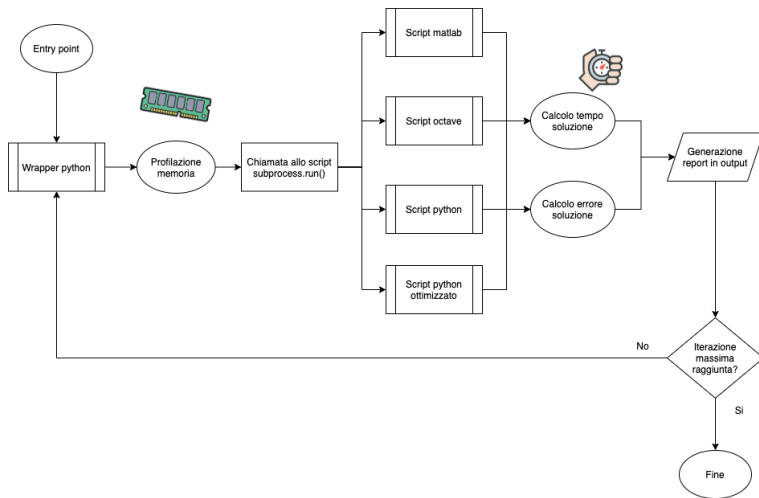 Entry point
Wrapper python
Profilazione
memoria
Chiamata allo script
subprocess.run()
Script matlab
Script octave
Script python
Script python
ottimizzato
Calcolo tempo
soluzione
Calcolo errore
soluzione
Generazione
report in output
Iterazione
massima
raggiunta?
No
Si
Fine